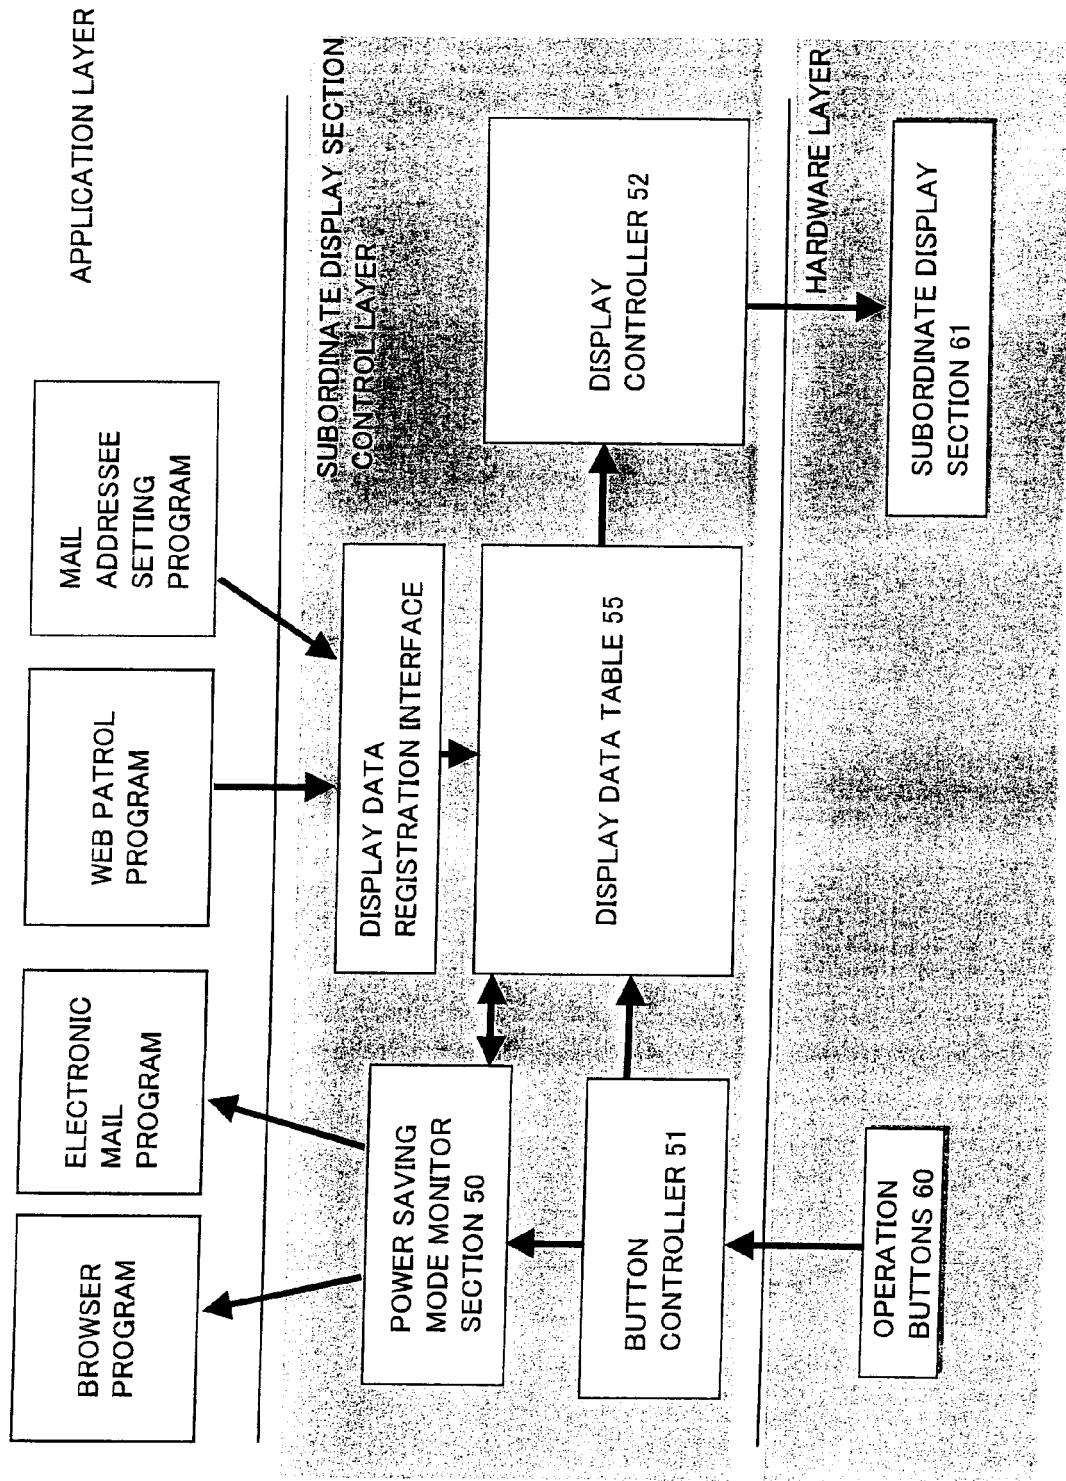 APPLICATION LAYER
BROWSER
PROGRAM
ELECTRONIC
MAIL
PROGRAM
WEB PATROL
PROGRAM
MAIL
ADDRESSEE
SETTING
PROGRAM
SUBORDINATE DISPLAY SECTION
CONTROL LAYER
POWER SAVING
MODE MONITOR
SECTION 50
DISPLAY DATA
REGISTRATION INTERFACE
BUTTON
CONTROLLER 51
DISPLAY DATA TABLE 55
DISPLAY
CONTROLLER 52
HARDWARE LAYER
OPERATION
BUTTONS 60
SUBORDINATE DISPLAY
SECTION 61